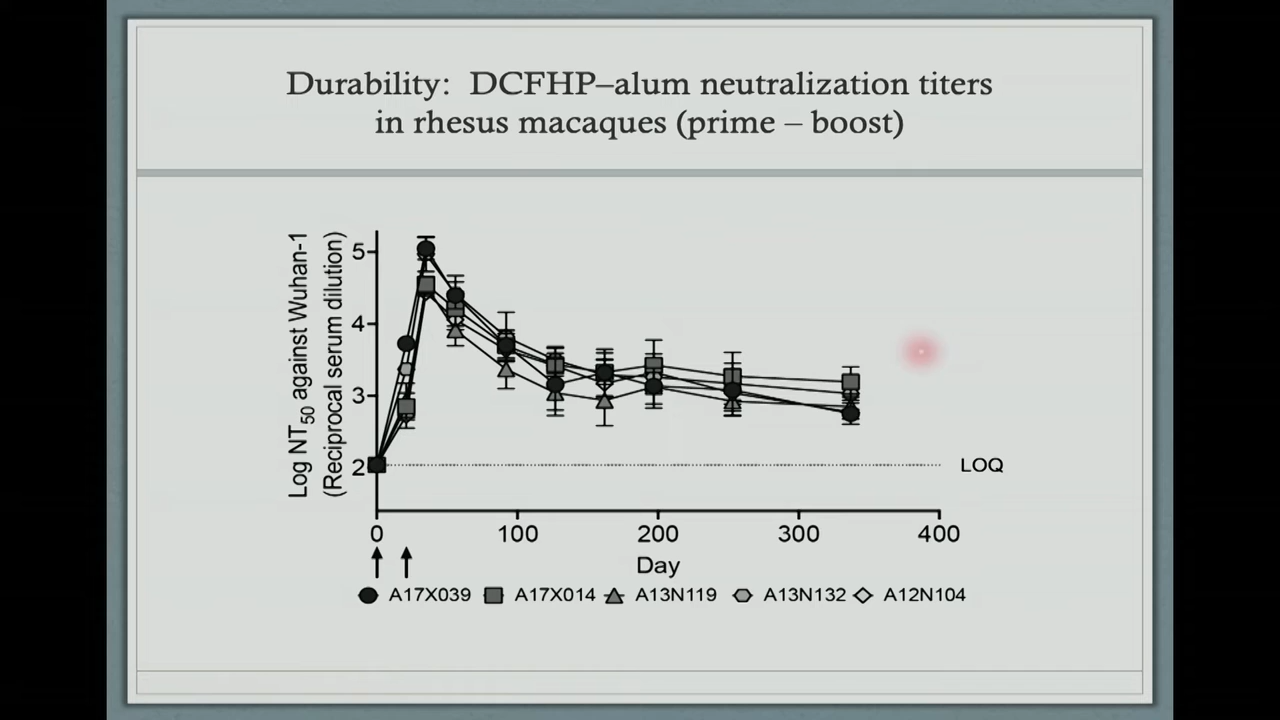 Durability: DCFHP–alum neutralization titers
in rhesus macaques (prime – boost)
Log NT50 against Wuhan-1
(Reciprocal serum dilution)
5
4
3
2
LOQ
0 100 200 300 400
Day
A17X039 A17X014 A13N119 A13N132 A12N104